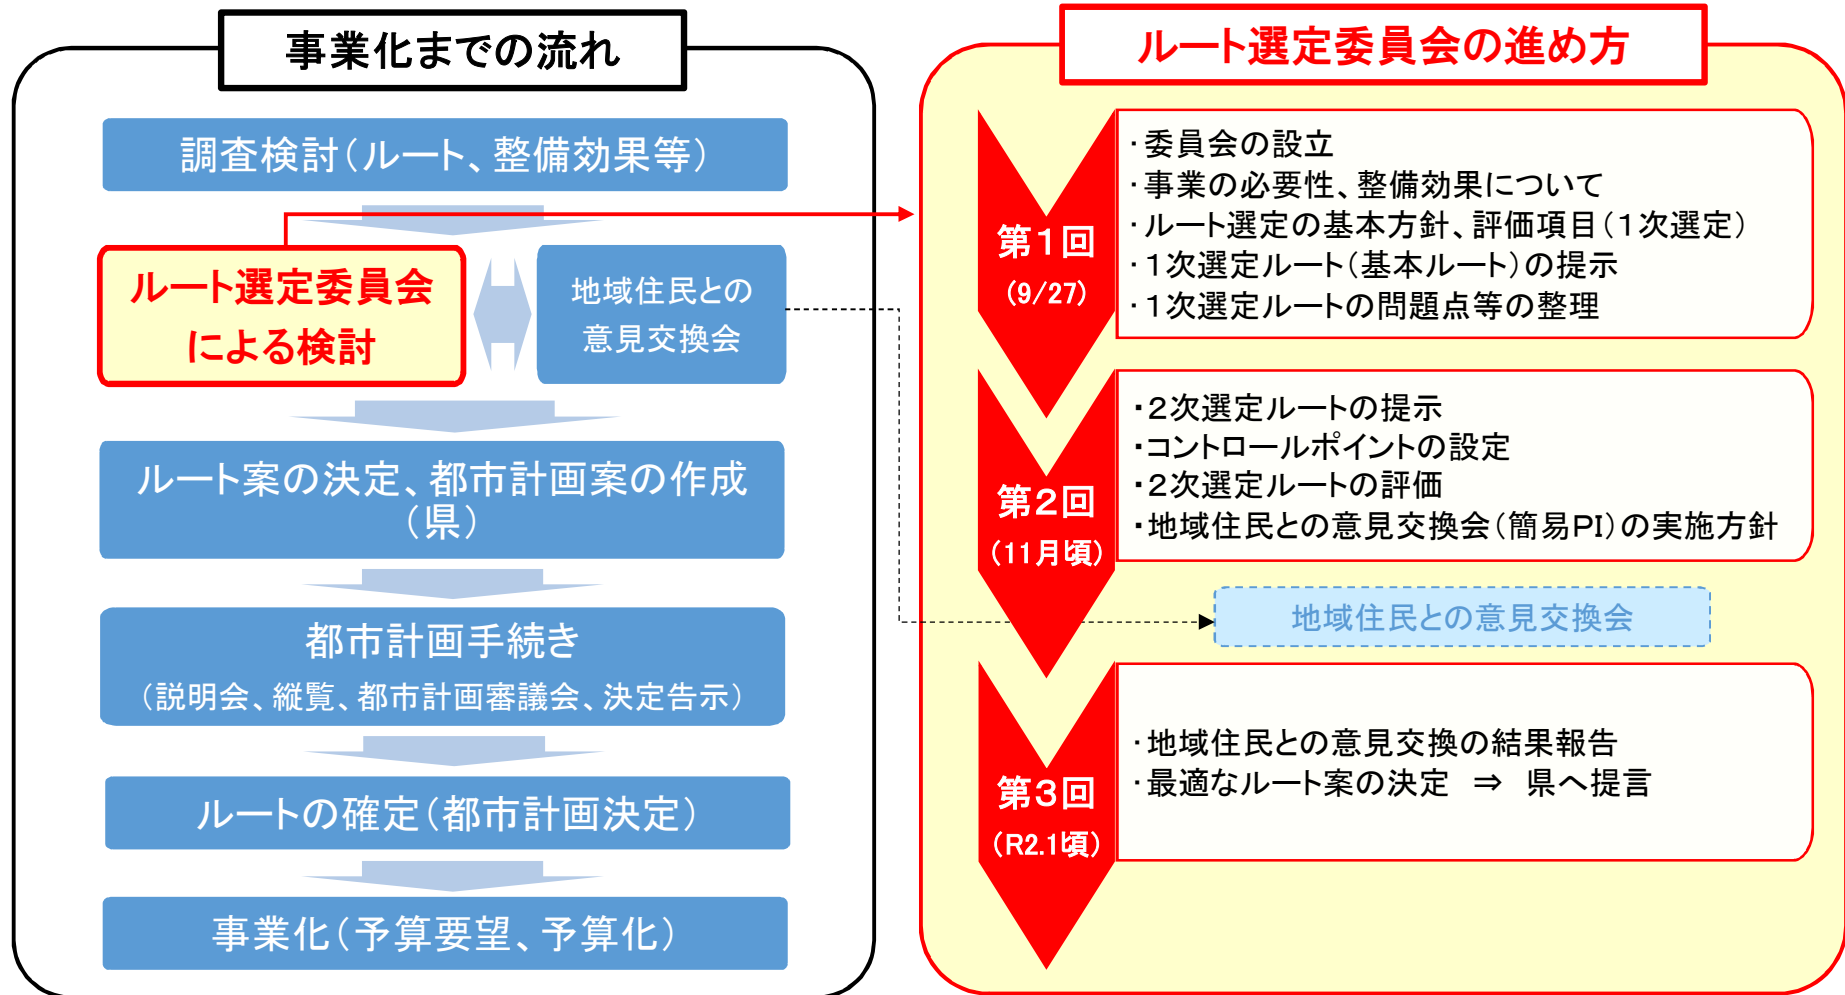 事業化までの流れ
調査検討（ルート、整備効果等）
ルート選定委員会
による検討
地域住民との
意見交換会
ルート案の決定、都市計画案の作成
（県）
都市計画手続き
（説明会、縦覧、都市計画審議会、決定告示）
ルートの確定（都市計画決定）
事業化（予算要望、予算化）
ルート選定委員会の進め方
第１回
（9/27）
・委員会の設立
・事業の必要性、整備効果について
・ルート選定の基本方針、評価項目（１次選定）
・１次選定ルート（基本ルート）の提示
・１次選定ルートの問題点等の整理
第２回
（11月頃）
・２次選定ルートの提示
・コントロールポイントの設定
・２次選定ルートの評価
・地域住民との意見交換会（簡易PI）の実施方針
地域住民との意見交換会
第３回
（R2.1頃）
・地域住民との意見交換の結果報告
・最適なルート案の決定　⇒　県へ提言